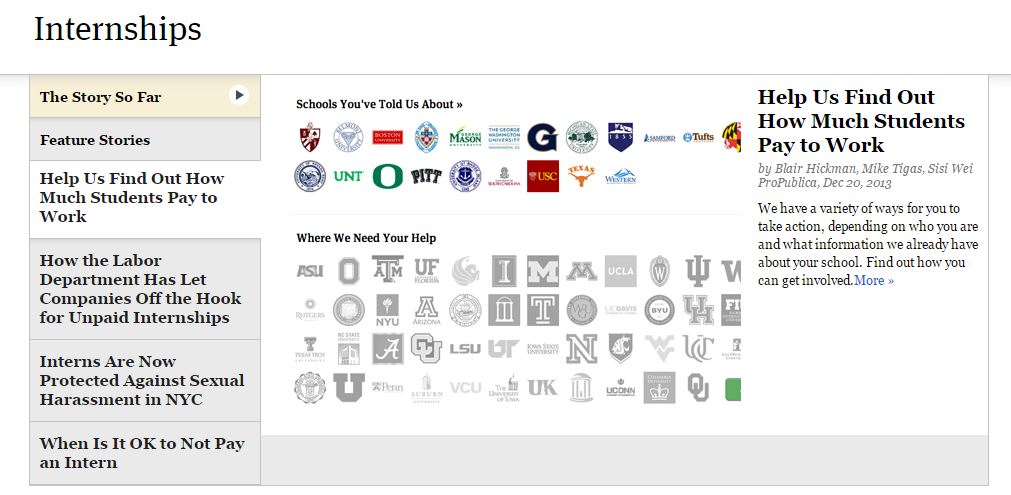 Internships
The Story So Far
Feature Stories
Help Us Find Out How
Much Students Pay to
Work
How the Labor
Department Has Let
Companies Off the Hook
for Unpaid Internships
Interns Are Now
Protected Against Sexual
Harassment in NYC
When Is It OK to Not Pay
an Intern
Schools You've Told Us About »
BOSTON
GEORGE
MASON
THE GEORGE
WASHINGTON
UNIVERSITY
WASHINGTON, DC
G
1855
SAMFORD
Tufts
UNT
O
PITT
SOUTH CAROLINA
USC
TEXAS
WESTERN
Where We Need Your Help
ASU
O
ATM
UF
FLORIDA
I
M
M
UCLA
W
IU
W
RUTGERS
NYU
A
ARIZONA
T
UC DAVIS
BYU
UH
FI
TEXAS TECH
NC STATE
UNIVERSITY
A
CU
LSU
UT
IOWA STATE
UNIVERSITY
N
WV
UC
U
Penn
AUBURN
VCU
THE
UNIVERSITY
OF IOWA
UK
UCONN
COLUMBIA
UNIVERSITY
OU
Help Us Find Out
How Much Students
Pay to Work
by Blair Hickman, Mike Tigas, Sisi Wei
ProPublica, Dec 20, 2013
We have a variety of ways for you to
take action, depending on who you are
and what information we already have
about your school. Find out how you
can get involved.More »